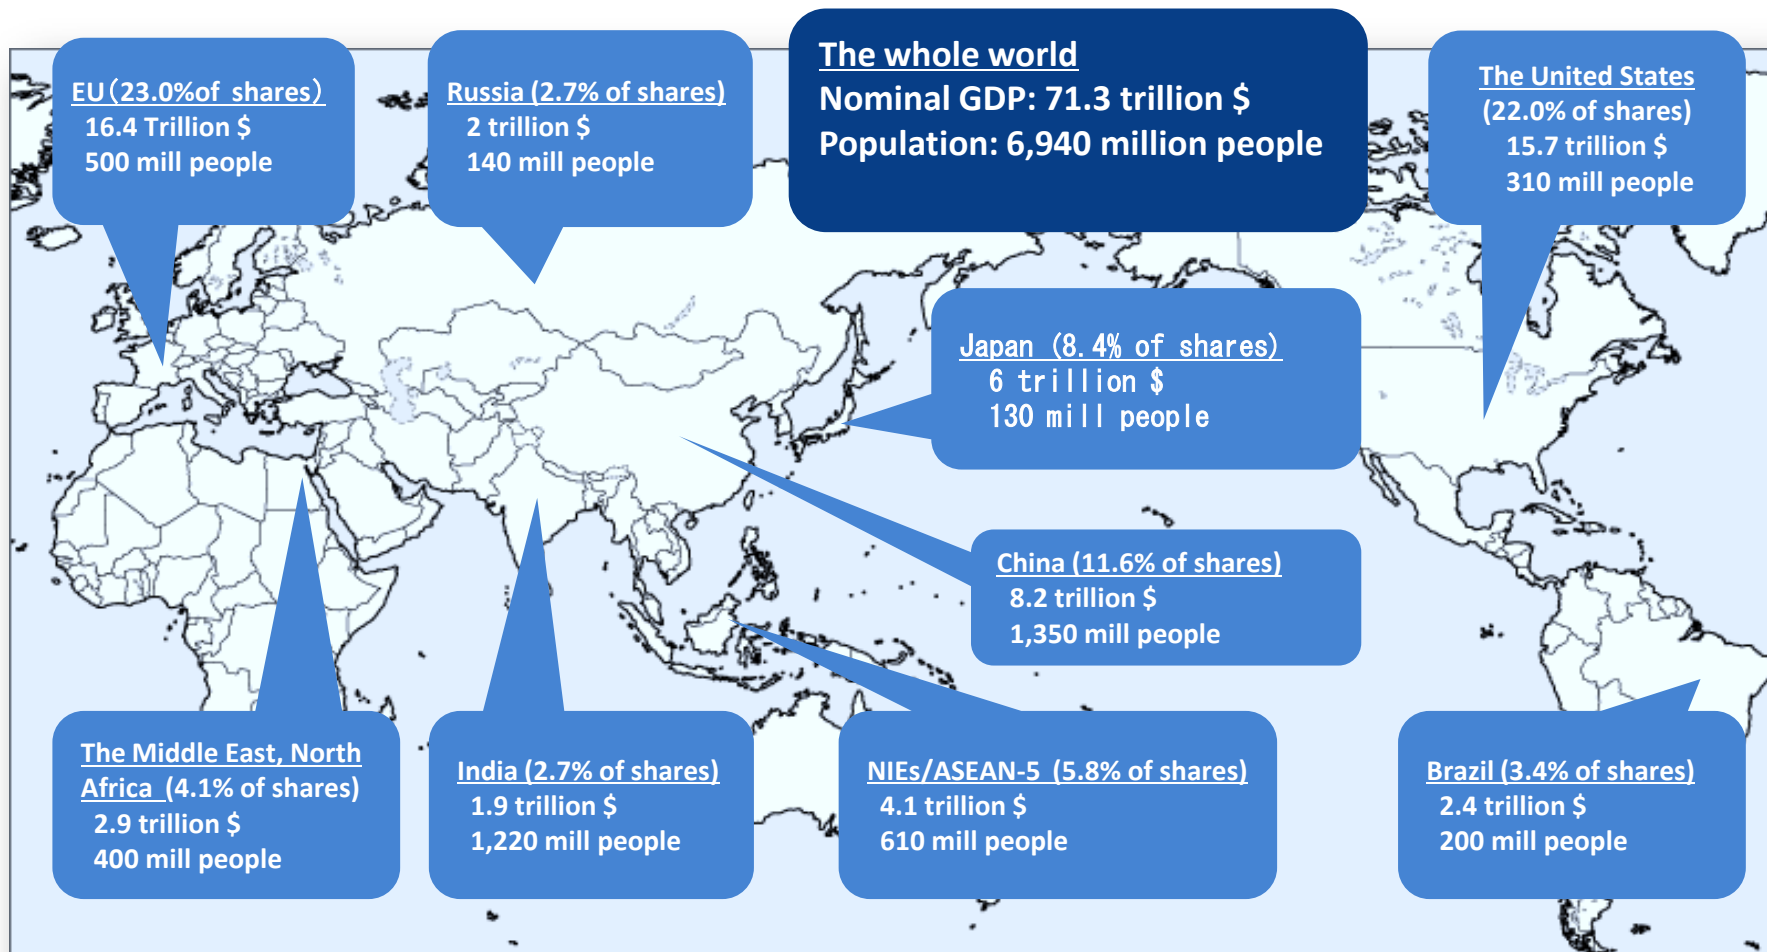 EU（23.0%of shares）
16.4 Trillion $
500 mill people
Russia (2.7% of shares)
2 trillion $
140 mill people
The whole world
Nominal GDP: 71.3 trillion $
Population: 6,940 million people
The United States
(22.0% of shares)
15.7 trillion $
310 mill people
Japan (8.4% of shares)
6 trillion $
130 mill people
China (11.6% of shares)
8.2 trillion $
1,350 mill people
The Middle East, North
Africa (4.1% of shares)
2.9 trillion $
400 mill people
India (2.7% of shares)
1.9 trillion $
1,220 mill people
NIEs/ASEAN-5 (5.8% of shares)
4.1 trillion $
610 mill people
Brazil (3.4% of shares)
2.4 trillion $
200 mill people